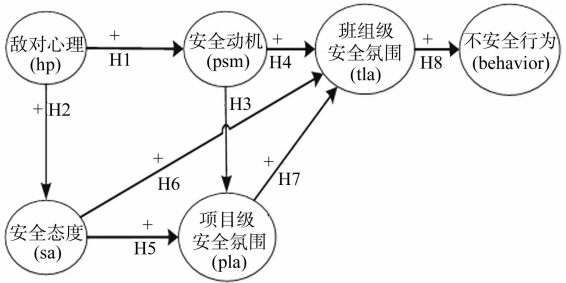 敌对心理
(hp)
+
H1
安全动机
(psm)
+
H4
班组级
安全氛围
(tla)
+
H8
不安全行为
(behavior)
+
H2
H3
+
H6
+
H7
安全态度
(sa)
+
H5
项目级
安全氛围
(pla)